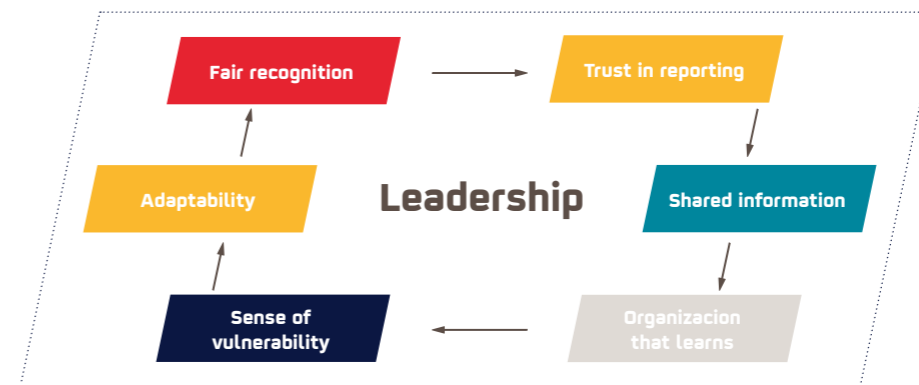 Fair recognition
Trust in reporting
Adaptability
Leadership
Shared information
Sense of
vulnerability
Organizacion
that learns